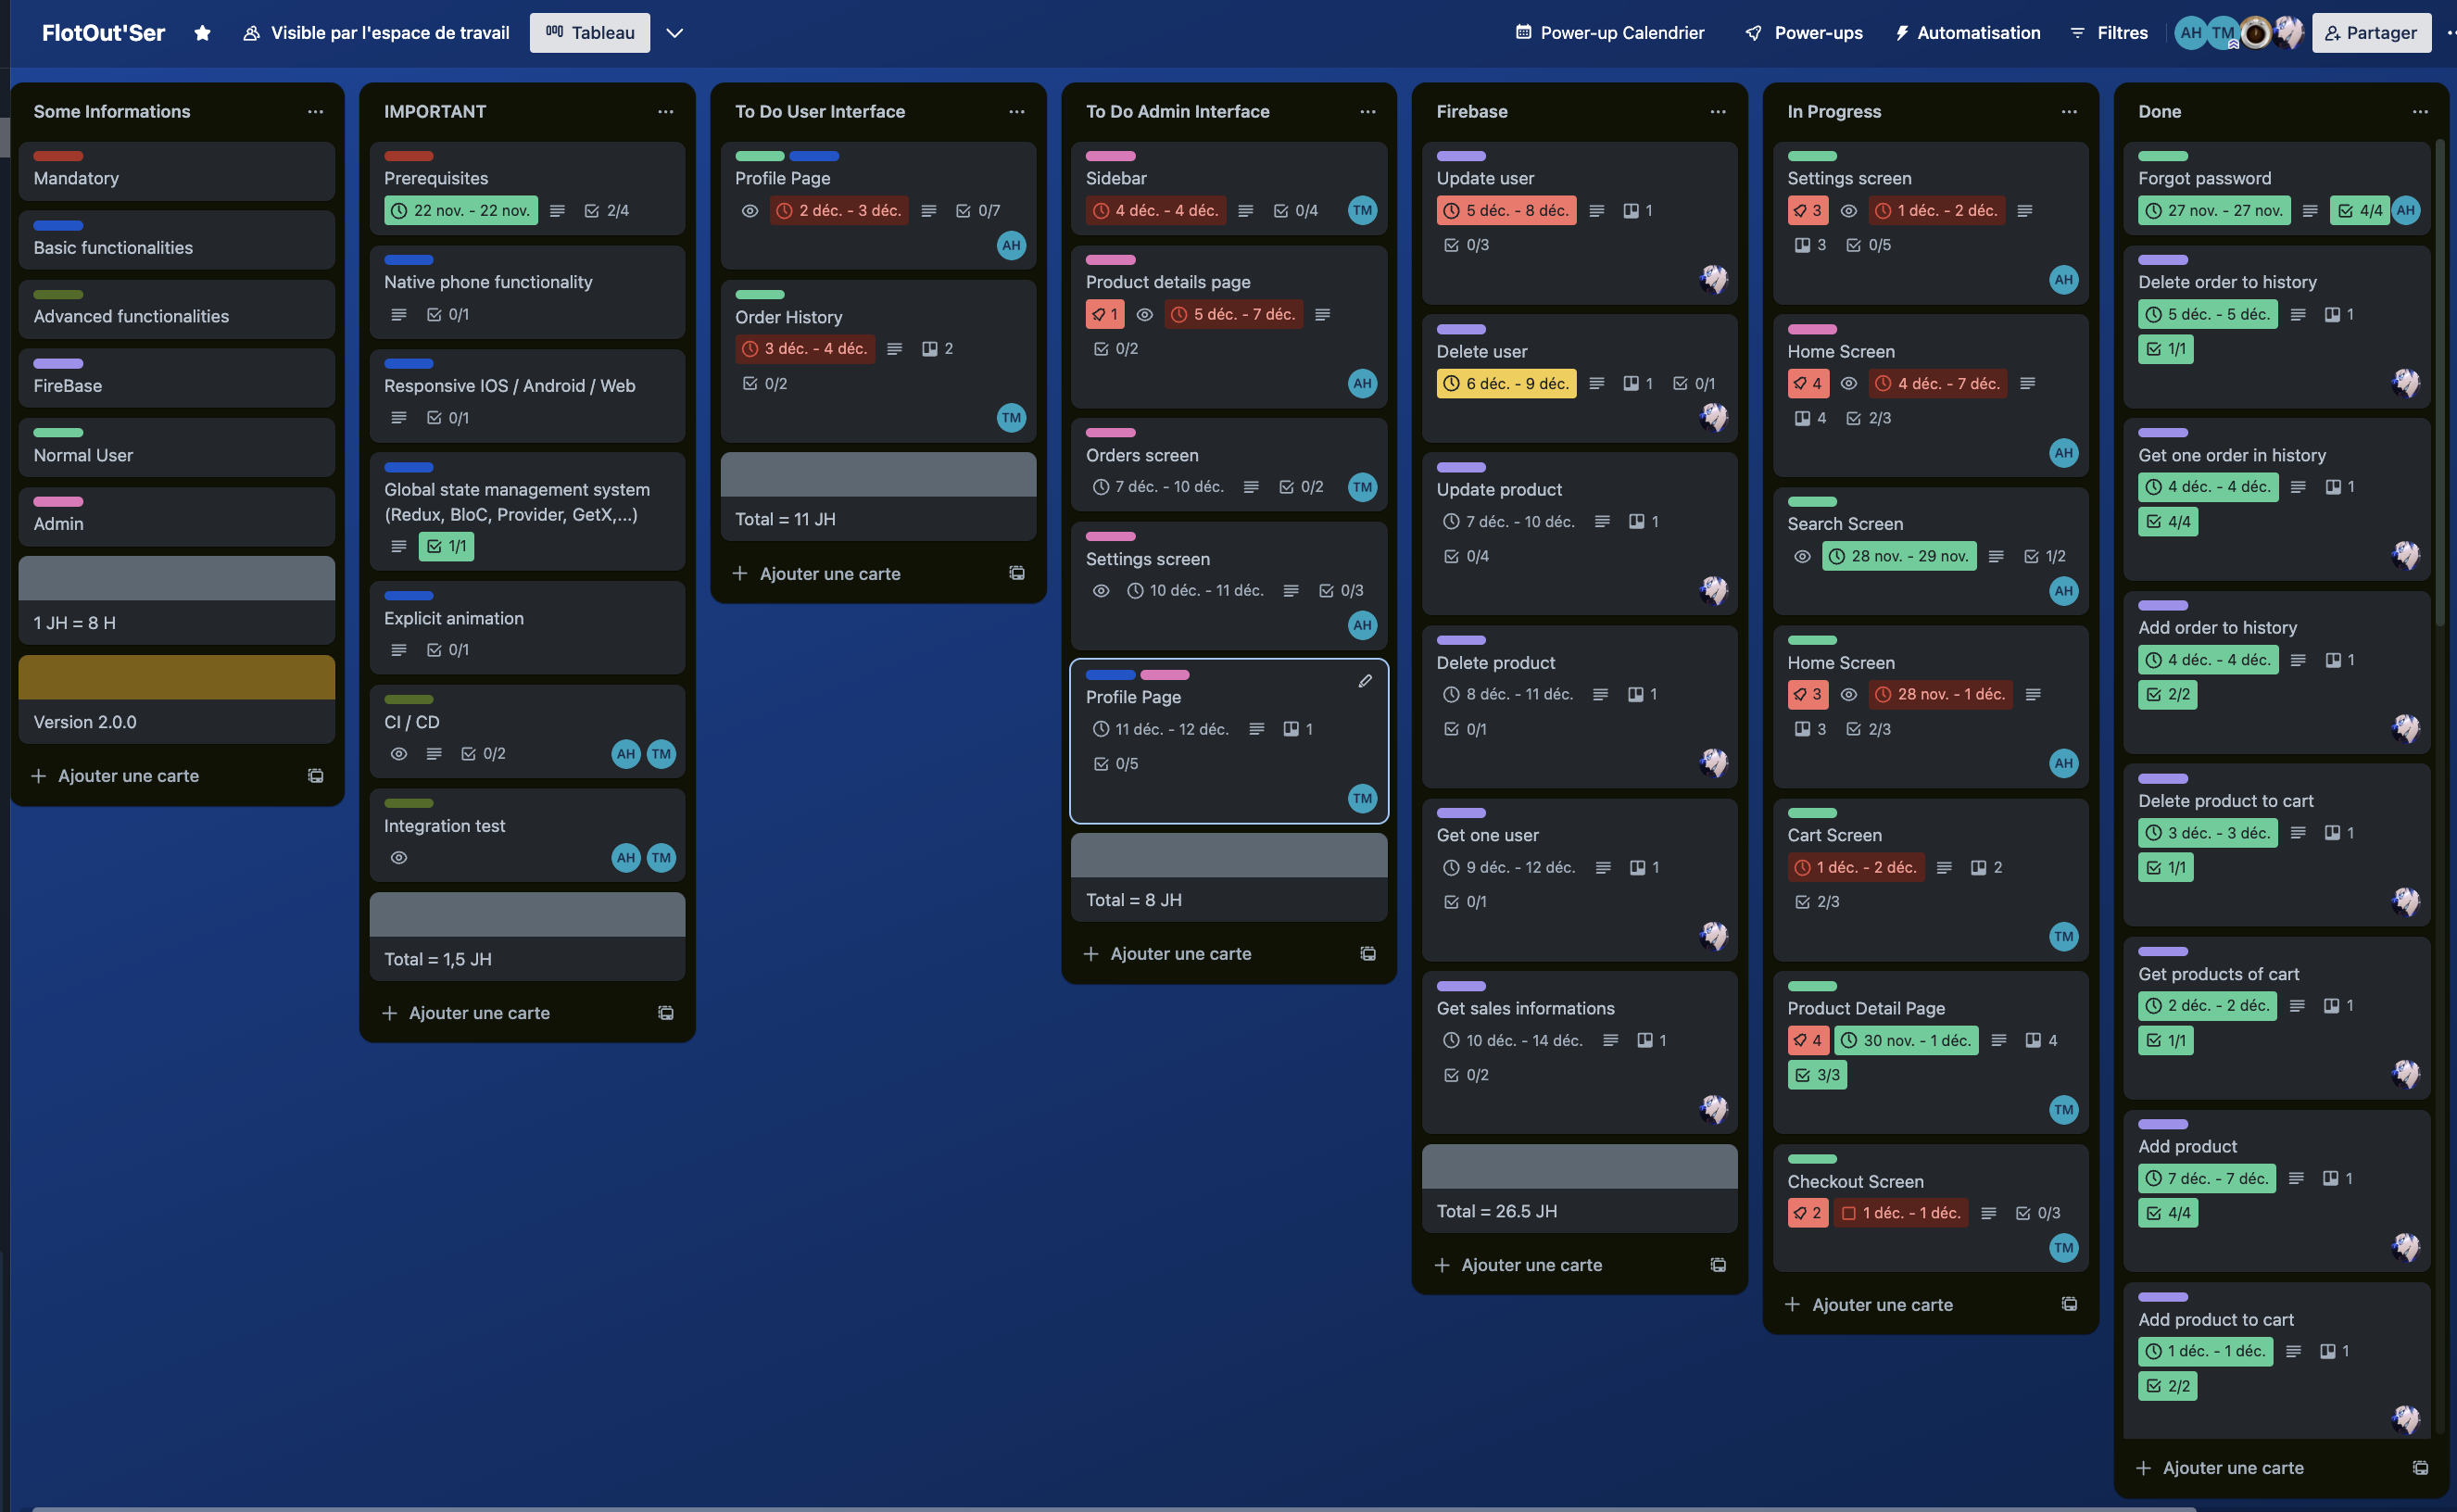 FlotOut'Ser
Visible par l'espace de travail
Tableau
Power-up Calendrier
Power-ups
Automatisation
Filtres
AH
TM
Partager
Some Informations
Mandatory
Basic functionalities
Advanced functionalities
FireBase
Normal User
Admin
1 JH = 8 H
Version 2.0.0
Ajouter une carte
IMPORTANT
Prerequisites
22 nov. - 22 nov. 2/4
Native phone functionality
0/1
Responsive IOS / Android / Web
0/1
Global state management system
(Redux, BloC, Provider, GetX,...)
1/1
Explicit animation
0/1
CI / CD
0/2 AH TM
Integration test
AH TM
Total = 1,5 JH
Ajouter une carte
To Do User Interface
Profile Page
2 déc. - 3 déc. 0/7
AH
Order History
3 déc. - 4 déc. 2
0/2
TM
Total = 11 JH
Ajouter une carte
To Do Admin Interface
Sidebar
4 déc. - 4 déc. 0/4 TM
Product details page
1 5 déc. - 7 déc.
0/2
AH
Orders screen
7 déc. - 10 déc. 0/2 TM
Settings screen
10 déc. - 11 déc. 0/3
AH
Profile Page
11 déc. - 12 déc. 1
0/5
TM
Total = 8 JH
Ajouter une carte
Firebase
Update user
5 déc. - 8 déc. 1
0/3
Delete user
6 déc. - 9 déc. 1 0/1
Update product
7 déc. - 10 déc. 1
0/4
Delete product
8 déc. - 11 déc. 1
0/1
Get one user
9 déc. - 12 déc. 1
0/1
Get sales informations
10 déc. - 14 déc. 1
0/2
Total = 26.5 JH
Ajouter une carte
In Progress
Settings screen
3 1 déc. - 2 déc.
3 0/5
AH
Home Screen
4 4 déc. - 7 déc.
4 2/3
AH
Search Screen
28 nov. - 29 nov. 1/2
AH
Home Screen
3 28 nov. - 1 déc.
3 2/3
AH
Cart Screen
1 déc. - 2 déc. 2
2/3
TM
Product Detail Page
4 30 nov. - 1 déc. 4
3/3
TM
Checkout Screen
2 1 déc. - 1 déc. 0/3
TM
Ajouter une carte
Done
Forgot password
27 nov. - 27 nov. 4/4 AH
Delete order to history
5 déc. - 5 déc. 1
1/1
Get one order in history
4 déc. - 4 déc. 1
4/4
Add order to history
4 déc. - 4 déc. 1
2/2
Delete product to cart
3 déc. - 3 déc. 1
1/1
Get products of cart
2 déc. - 2 déc. 1
1/1
Add product
7 déc. - 7 déc. 1
4/4
Add product to cart
1 déc. - 1 déc. 1
2/2
Ajouter une carte